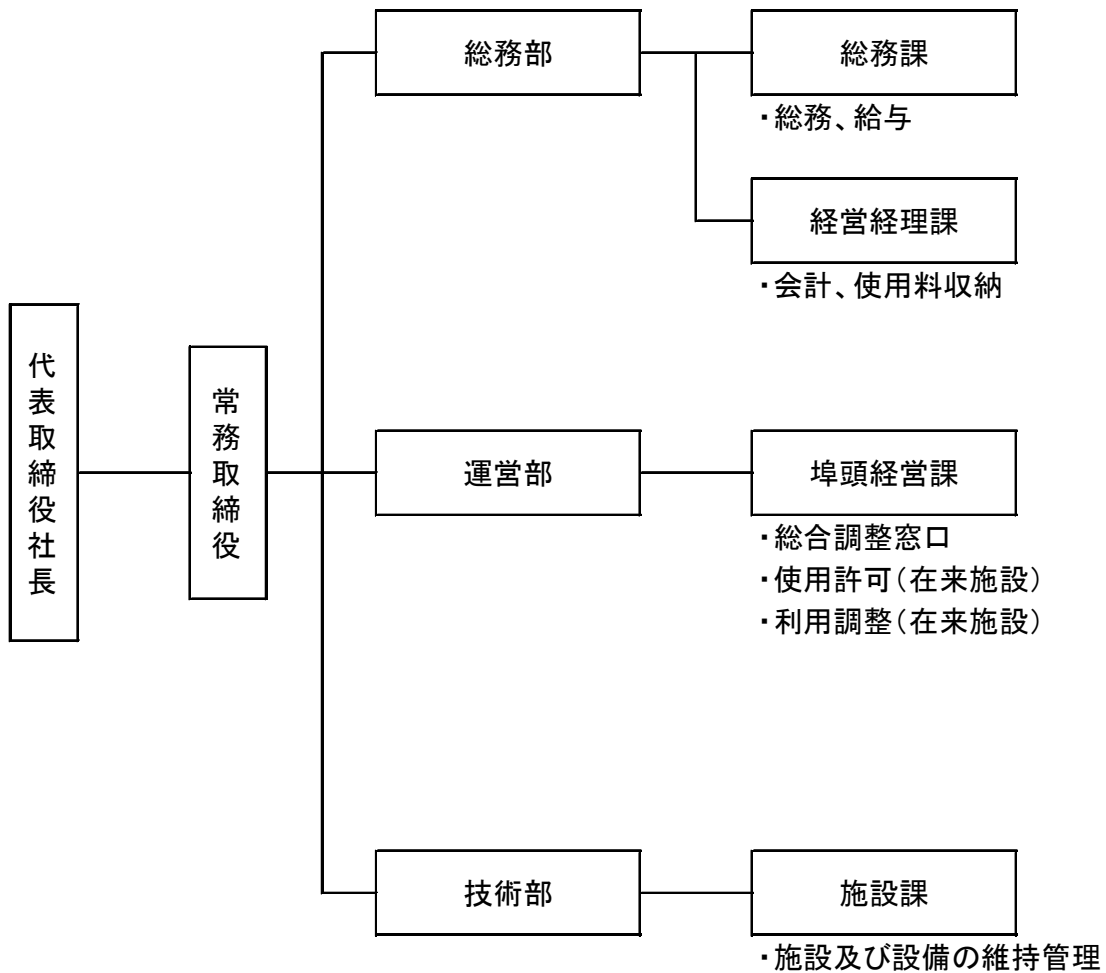 総務部
総務課
・総務、給与
経営経理課
・会計、使用料収納
代表取締役社長
常務取締役
運営部
埠頭経営課
・総合調整窓口
・使用許可（在来施設）
・利用調整（在来施設）
技術部
施設課
・施設及び設備の維持管理